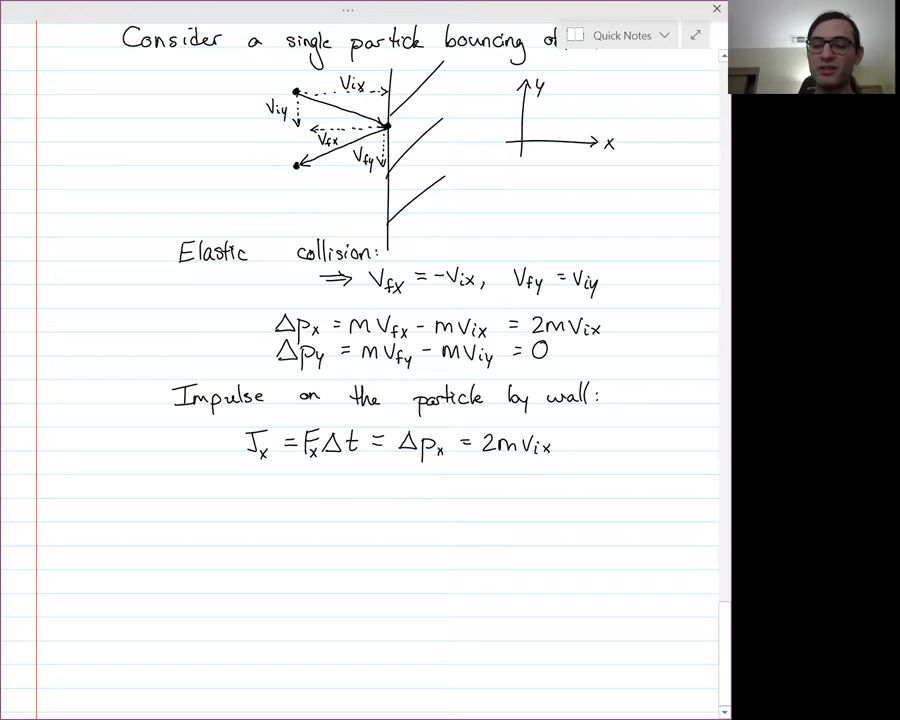 Consider a single particle bouncing of
Quick Notes
Vix
Viy
Vfx
Vfy
y
x
Elastic collision:
⇒ Vfx = -Vix, Vfy = Viy
Δpx = mVfx - mVix = 2mVix
Δpy = mVfy - mViy = 0
Impulse on the particle by wall:
Jx = FxΔt = Δpx = 2mVix